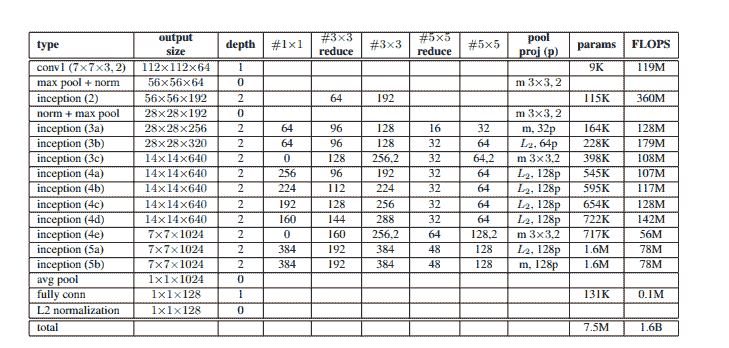 type output size depth #1×1 #3×3 reduce #3×3 #5×5 reduce #5×5 pool proj (p) params FLOPS
conv1 (7×7×3, 2) 112×112×64 1 9K 119M
max pool + norm 56×56×64 0 m 3×3, 2
inception (2) 56×56×192 2 64 192 115K 360M
norm + max pool 28×28×192 0 m 3×3, 2
inception (3a) 28×28×256 2 64 96 128 16 32 m, 32p 164K 128M
inception (3b) 28×28×320 2 64 96 128 32 64 L2, 64p 228K 179M
inception (3c) 14×14×640 2 0 128 256,2 32 64,2 m 3×3,2 398K 108M
inception (4a) 14×14×640 2 256 96 192 32 64 L2, 128p 545K 107M
inception (4b) 14×14×640 2 224 112 224 32 64 L2, 128p 595K 117M
inception (4c) 14×14×640 2 192 128 256 32 64 L2, 128p 654K 128M
inception (4d) 14×14×640 2 160 144 288 32 64 L2, 128p 722K 142M
inception (4e) 7×7×1024 2 0 160 256,2 64 128,2 m 3×3,2 717K 56M
inception (5a) 7×7×1024 2 384 192 384 48 128 L2, 128p 1.6M 78M
inception (5b) 7×7×1024 2 384 192 384 48 128 m, 128p 1.6M 78M
avg pool 1×1×1024 0
fully conn 1×1×128 1 131K 0.1M
L2 normalization 1×1×128 0
total 7.5M 1.6B